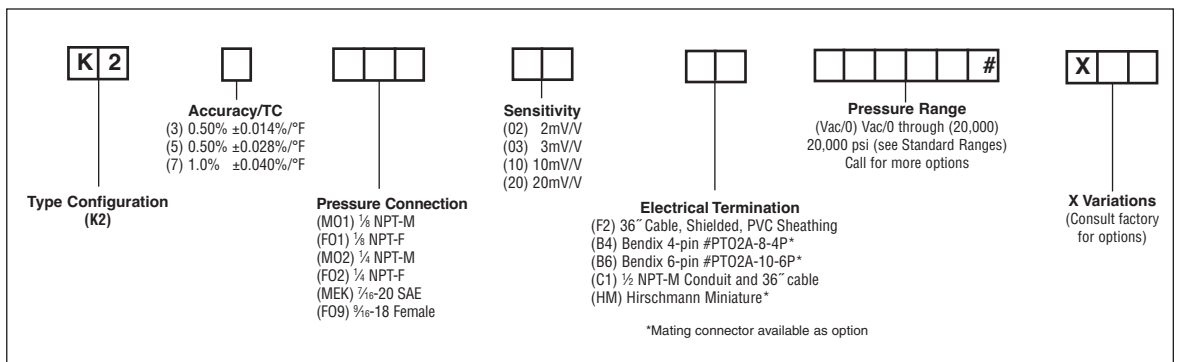 K 2
#
X
Accuracy/TC
(3) 0.50% ±0.014%/°F
(5) 0.50% ±0.028%/°F
(7) 1.0% ±0.040%/°F
Sensitivity
(02) 2mV/V
(03) 3mV/V
(10) 10mV/V
(20) 20mV/V
Pressure Range
(Vac/0) Vac/0 through (20,000)
20,000 psi (see Standard Ranges)
Call for more options
Type Configuration
(K2)
Pressure Connection
(MO1) ⅛ NPT-M
(FO1) ⅛ NPT-F
(MO2) ¼ NPT-M
(FO2) ¼ NPT-F
(MEK) 7⁄16-20 SAE
(FO9) 9⁄16-18 Female
Electrical Termination
(F2) 36˝ Cable, Shielded, PVC Sheathing
(B4) Bendix 4-pin #PTO2A-8-4P*
(B6) Bendix 6-pin #PTO2A-10-6P*
(C1) ½ NPT-M Conduit and 36˝ cable
(HM) Hirschmann Miniature*
*Mating connector available as option
X Variations
(Consult factory
for options)